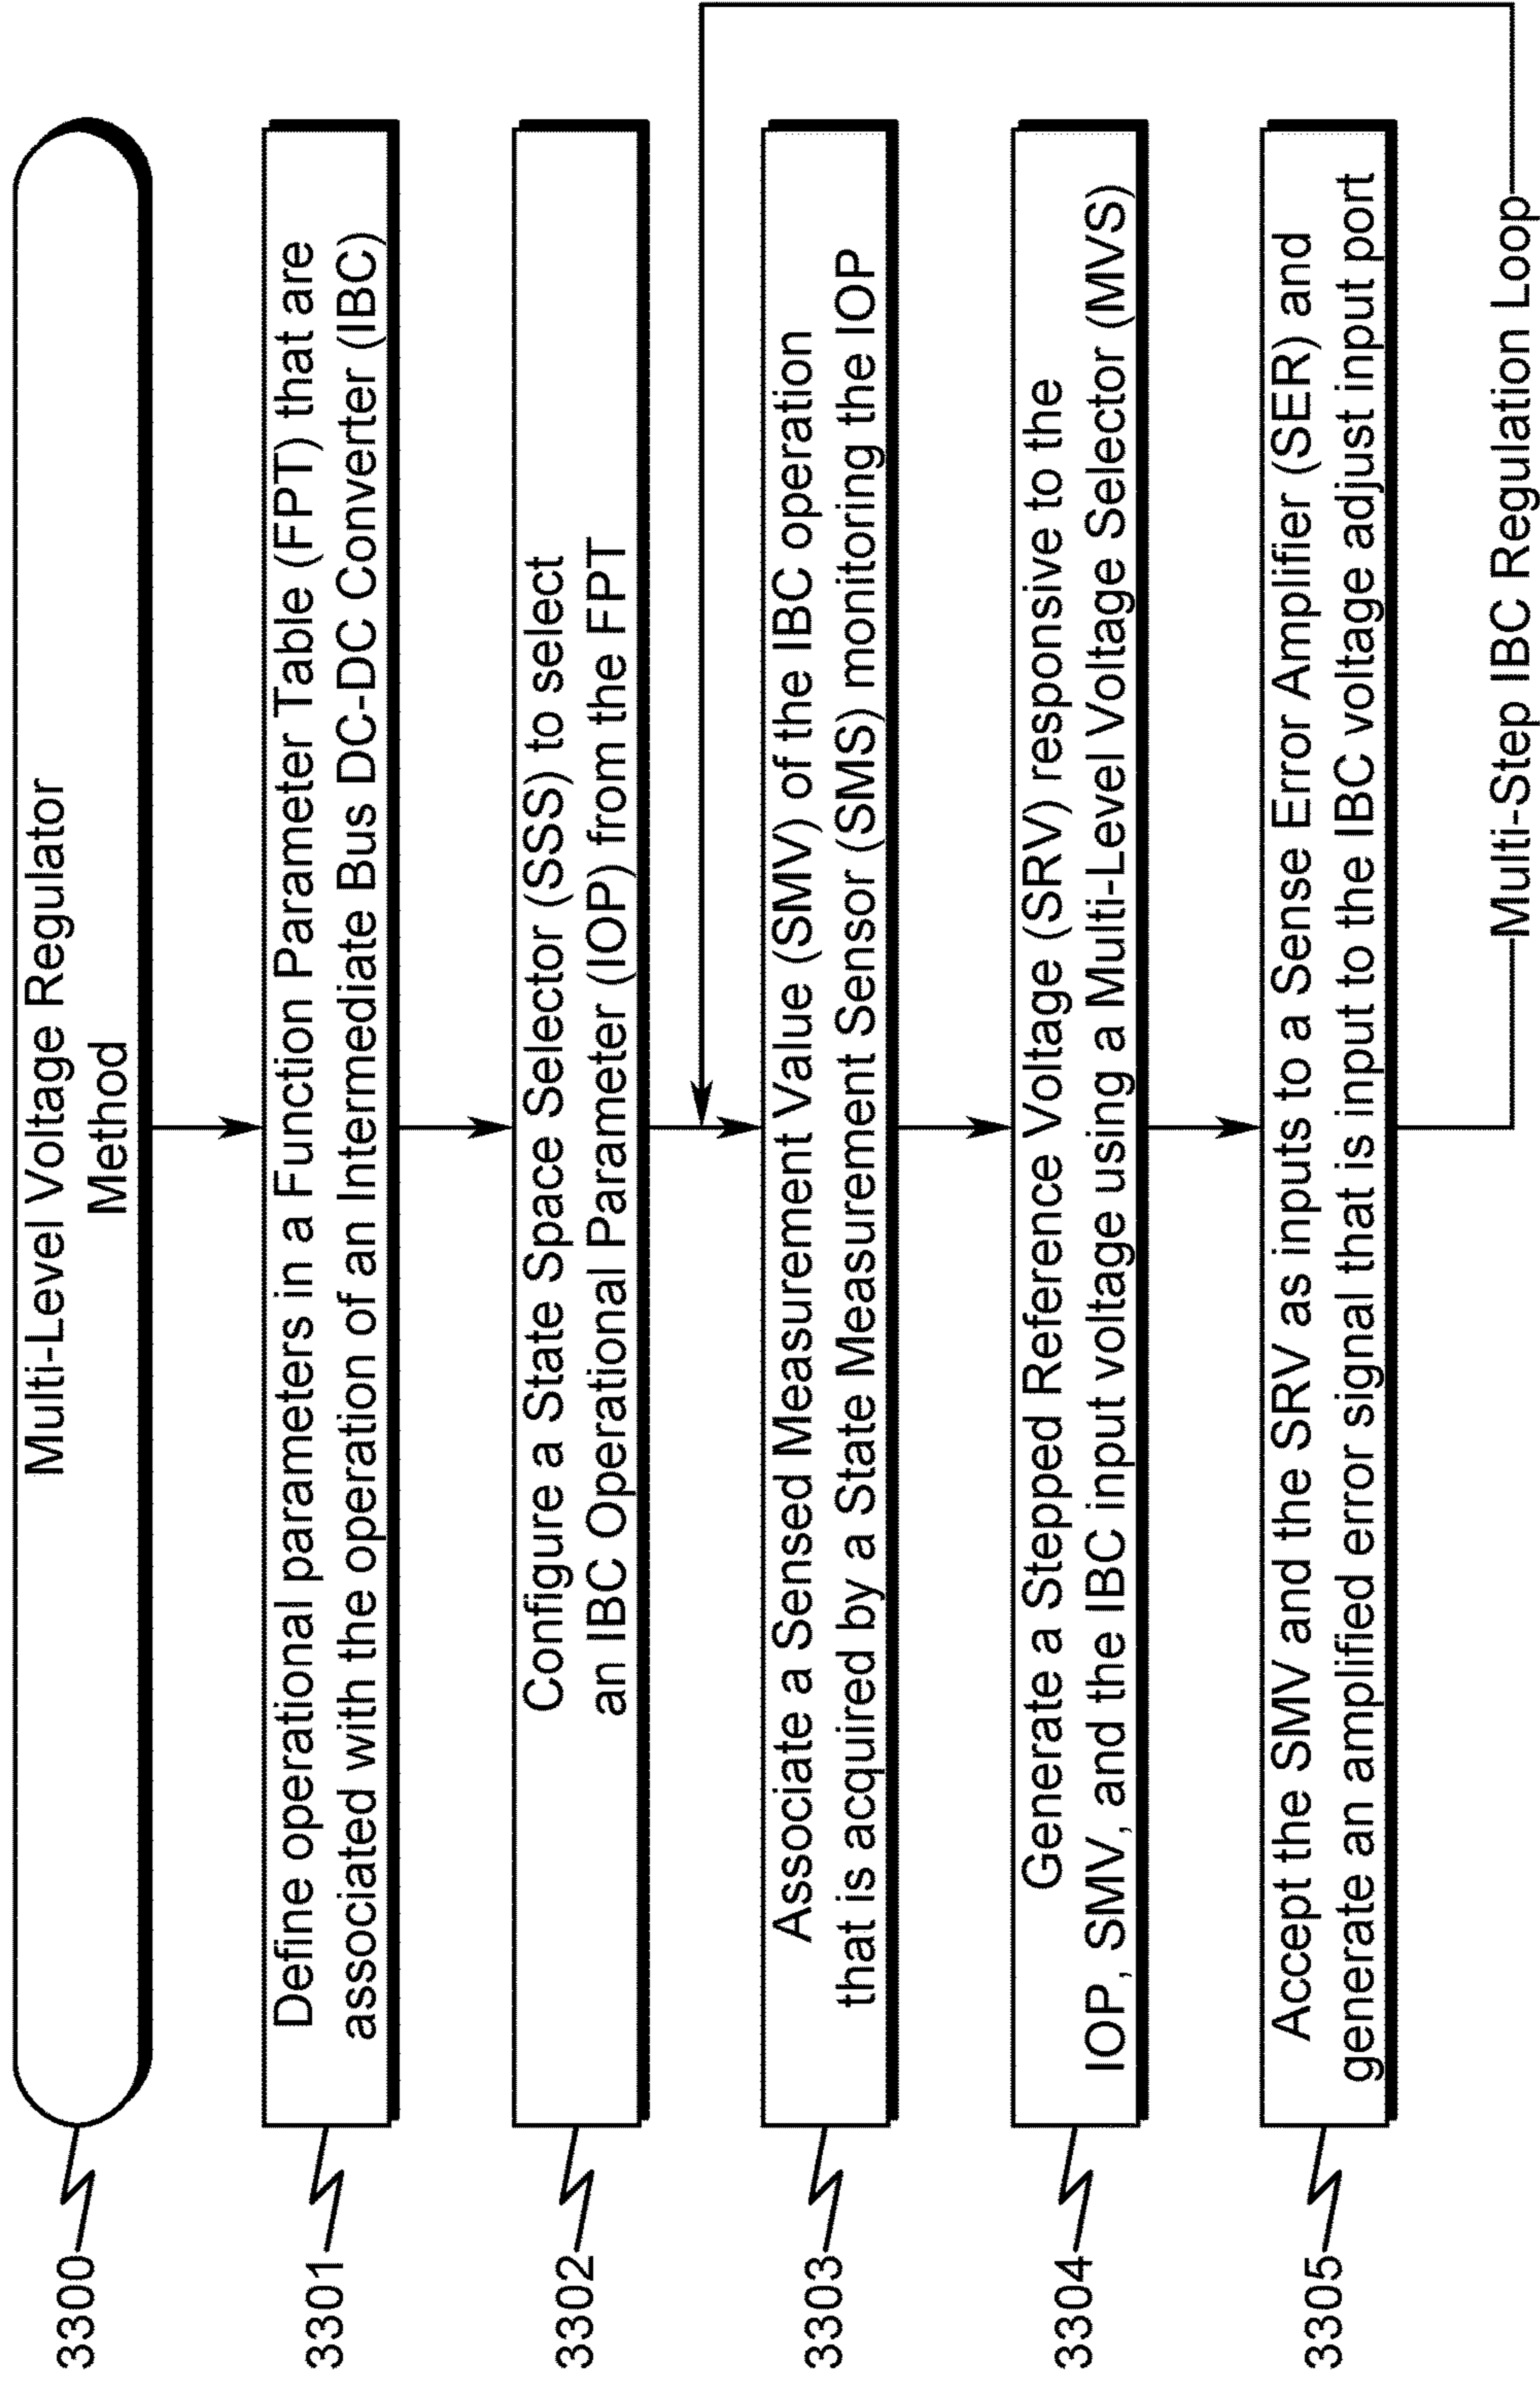 Multi-Level Voltage Regulator
Method
3300
Define operational parameters in a Function Parameter Table (FPT) that are
associated with the operation of an Intermediate Bus DC-DC Converter (IBC)
3301
Configure a State Space Selector (SSS) to select
an IBC Operational Parameter (IOP) from the FPT
3302
Associate a Sensed Measurement Value (SMV) of the IBC operation
that is acquired by a State Measurement Sensor (SMS) monitoring the IOP
3303
Generate a Stepped Reference Voltage (SRV) responsive to the
IOP, SMV, and the IBC input voltage using a Multi-Level Voltage Selector (MVS)
3304
Accept the SMV and the SRV as inputs to a Sense Error Amplifier (SER) and
generate an amplified error signal that is input to the IBC voltage adjust input port
3305
Multi-Step IBC Regulation Loop